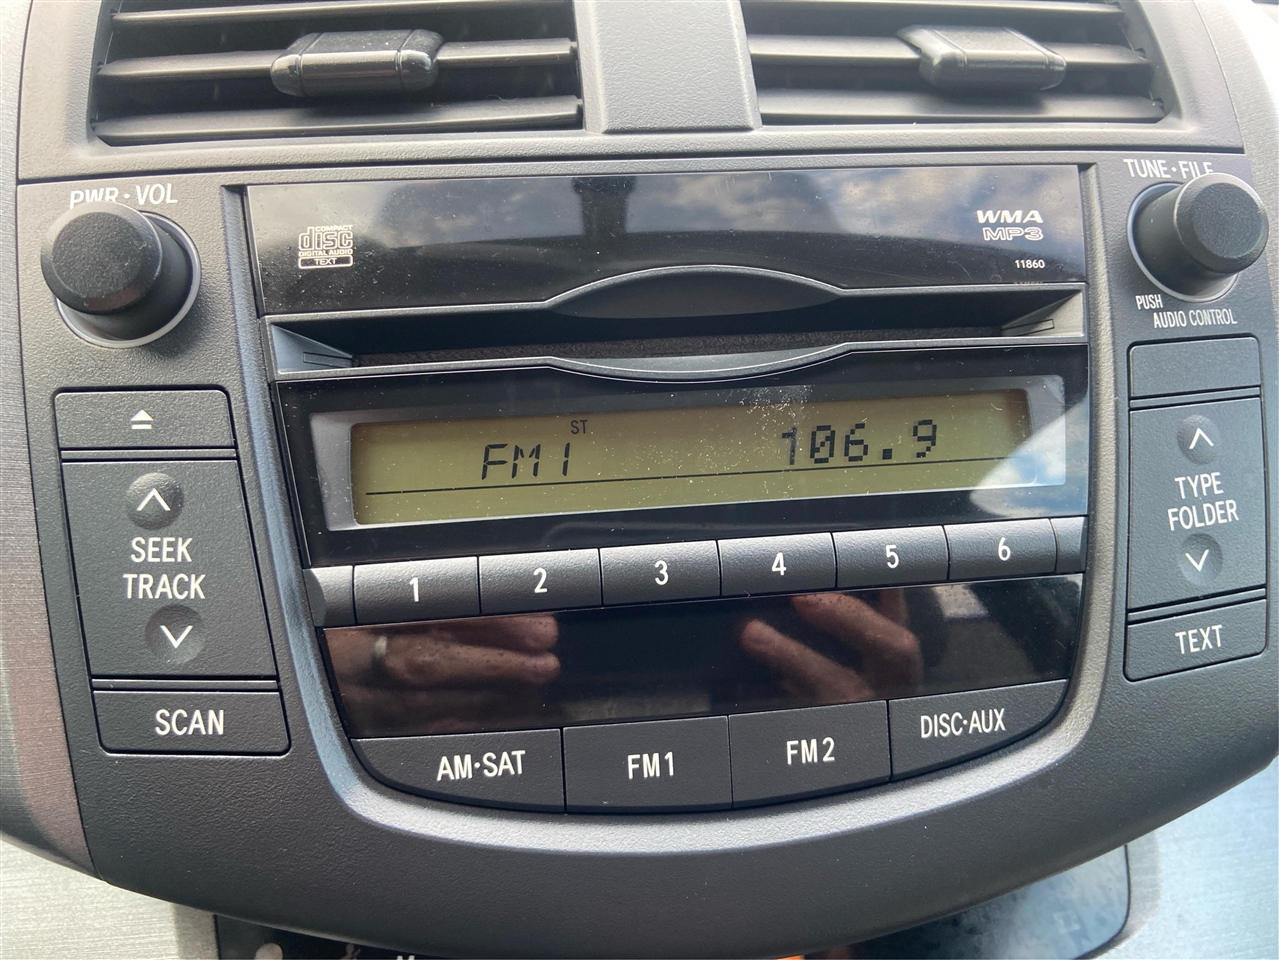 PWR·VOL
TUNE·FILE
COMPACT
disc
DIGITAL AUDIO
TEXT
WMA
MP3
11860
PUSH
AUDIO CONTROL
ST
FM1
106.9
SEEK
TRACK
TYPE
FOLDER
1
2
3
4
5
6
TEXT
SCAN
AM·SAT
FM1
FM2
DISC·AUX